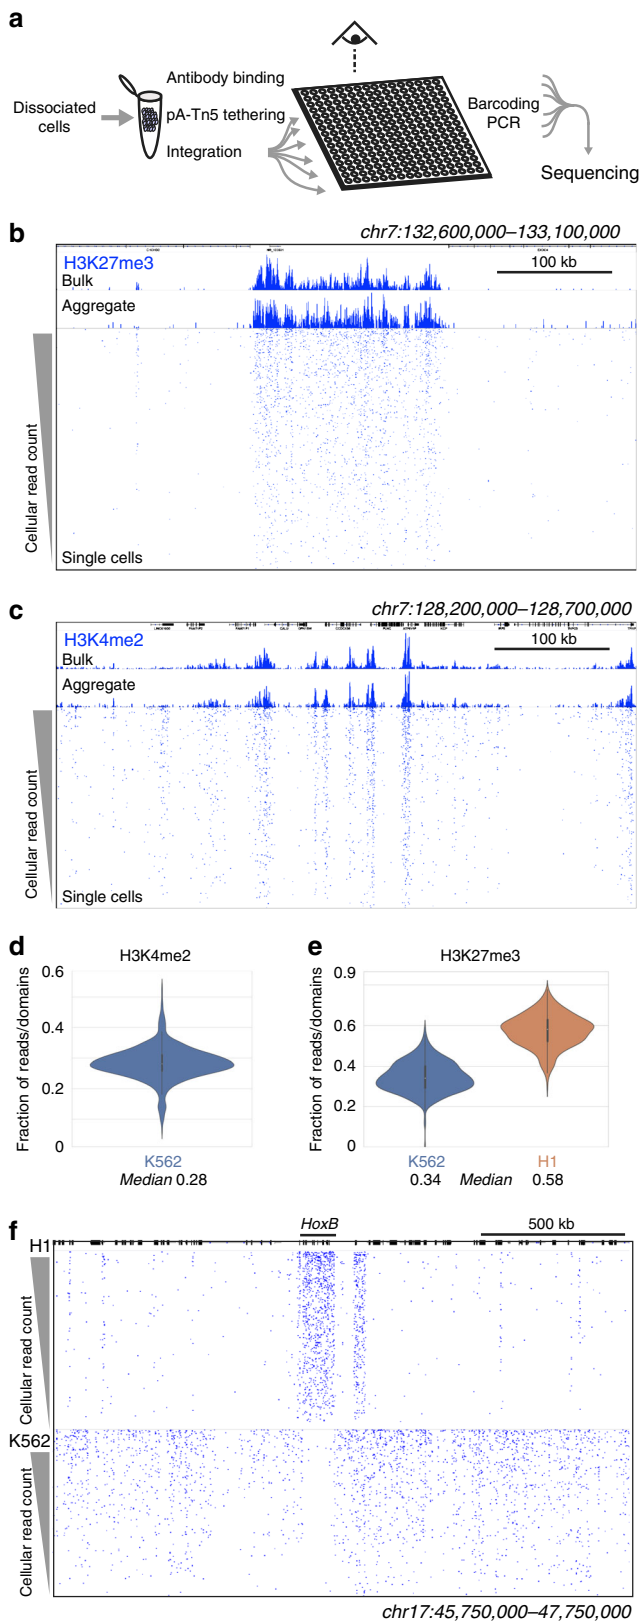 a
Antibody binding
Dissociated
cells
pA-Tn5 tethering
Integration
Barcoding
PCR
Sequencing
b
chr7:132,600,000–133,100,000
H3K27me3
Bulk
100 kb
Aggregate
Cellular read count
Single cells
c
chr7:128,200,000–128,700,000
H3K4me2
Bulk
100 kb
Aggregate
Cellular read count
Single cells
d
H3K4me2
Fraction of reads/domains
0.6
0.4
0.2
0
K562
Median 0.28
e
H3K27me3
Fraction of reads/domains
0.9
0.6
0.4
0.2
0
K562
H1
0.34 Median 0.58
f
HoxB
500 kb
H1
Cellular read count
K562
Cellular read count
chr17:45,750,000–47,750,000